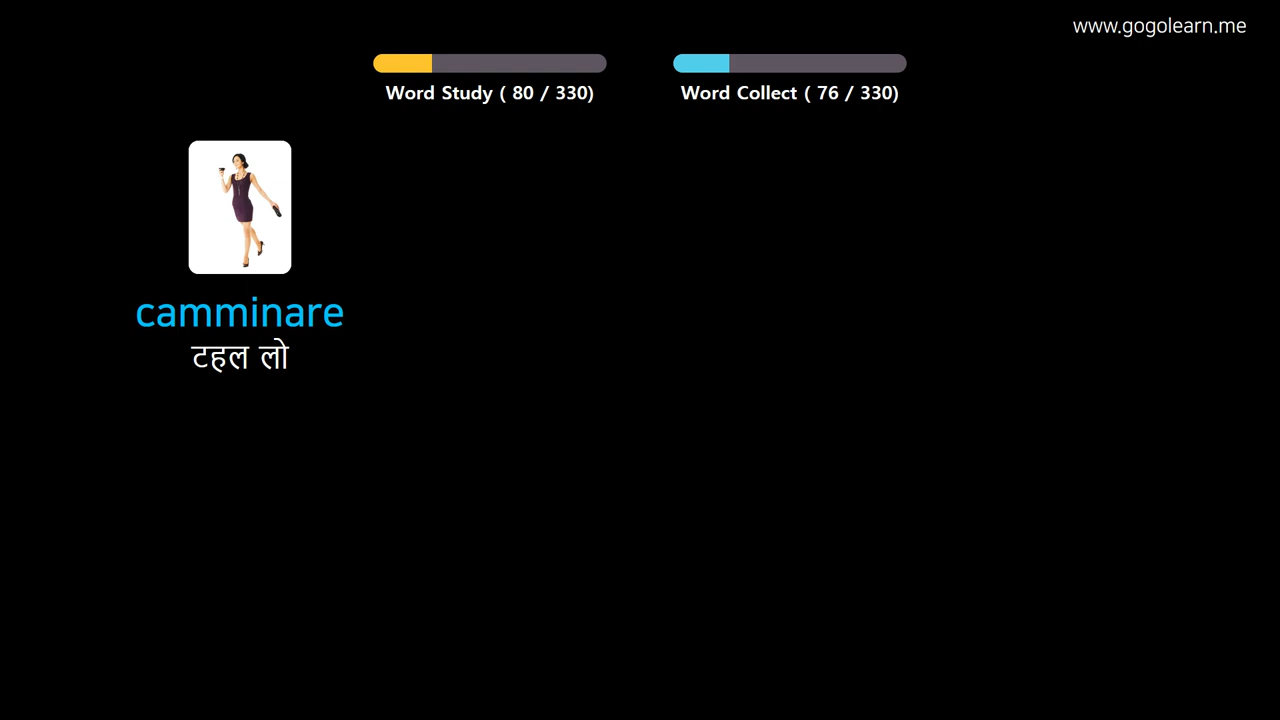 www.gogolearn.me
Word Study ( 80 / 330)
Word Collect ( 76 / 330)
camminare
टहल लो